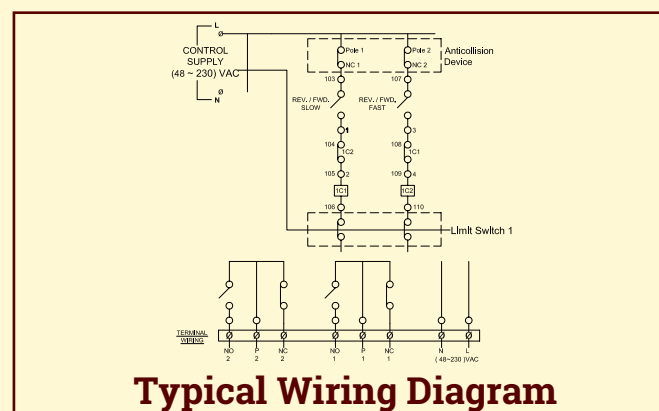 L
Ø
CONTROL
SUPPLY
(48 ~ 230) VAC
Ø
N
Pole 1
Pole 2
Anticollision
Device
NC 1
NC 2
103
107
REV. / FWD.
SLOW
REV. / FWD.
FAST
1
3
104
1C2
108
1C1
105
2
109
4
1C1
1C2
106
110
Limit Switch 1
TERMINAL
WIRING
Ø Ø Ø Ø Ø Ø Ø Ø
NO
2
P
2
NC
2
NO
1
P
1
NC
1
N
L
( 48~230 )VAC
Typical Wiring Diagram